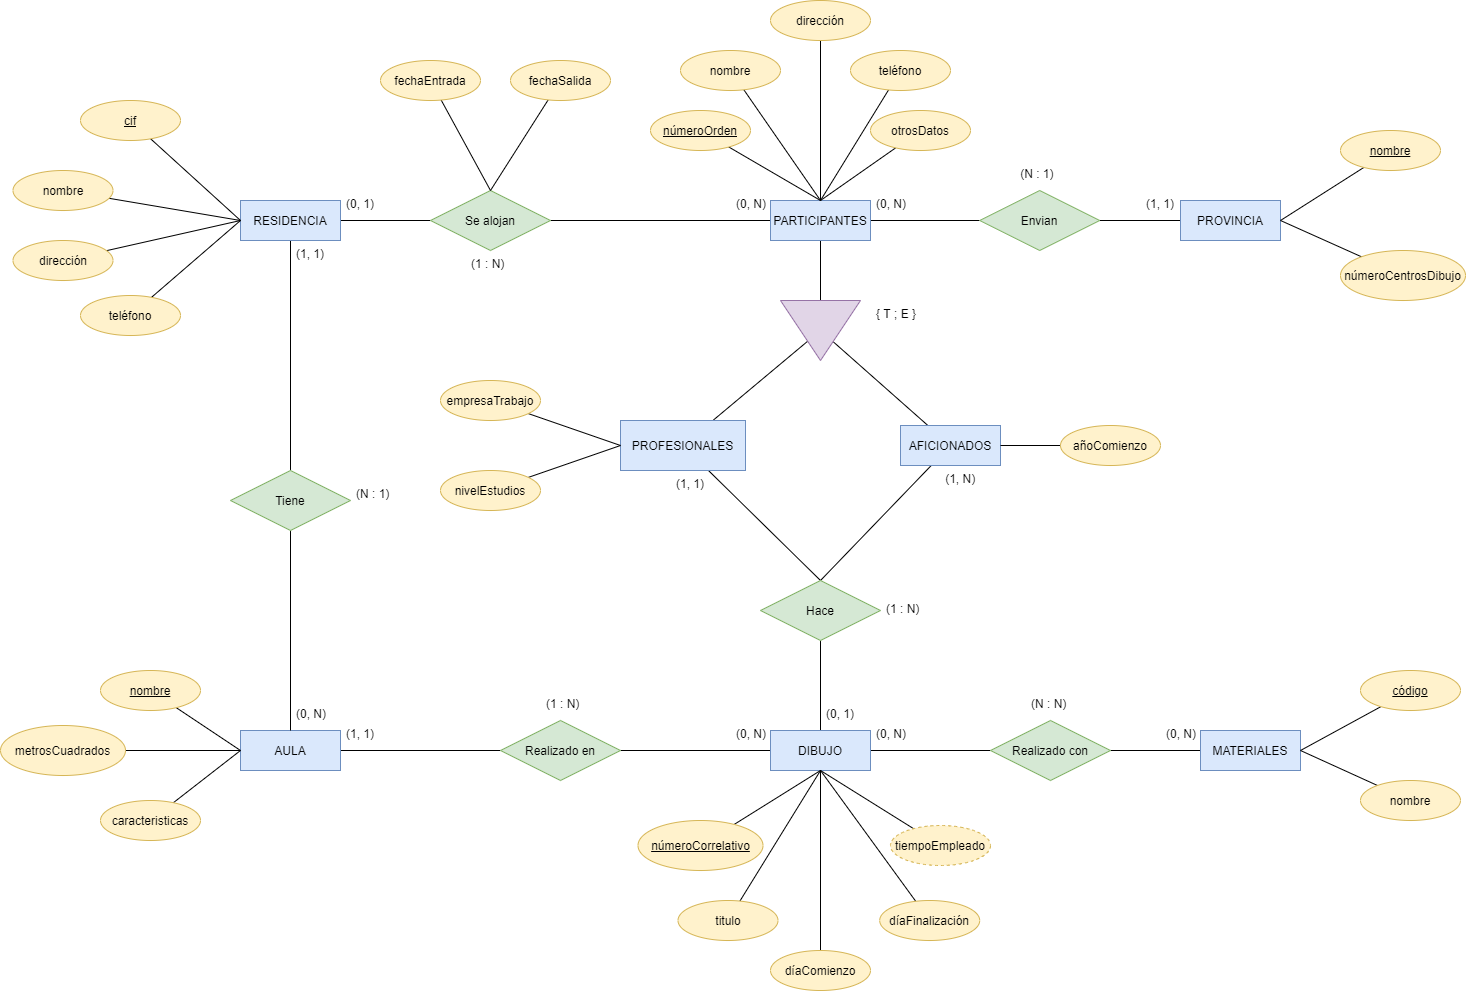 dirección
nombre
teléfono
fechaEntrada
fechaSalida
cif
númeroOrden
otrosDatos
nombre
(N : 1)
nombre
(0, 1)
(0, N)
(0, N)
(1, 1)
RESIDENCIA
Se alojan
PARTICIPANTES
Envian
PROVINCIA
(1, 1)
dirección
(1 : N)
númeroCentrosDibujo
teléfono
{ T ; E }
empresaTrabajo
PROFESIONALES
AFICIONADOS
añoComienzo
(1, 1)
(1, N)
nivelEstudios
Tiene
(N : 1)
Hace
(1 : N)
nombre
código
(1 : N)
(N : N)
(0, N)
(0, 1)
(1, 1)
(0, N)
(0, N)
(0, N)
metrosCuadrados
AULA
Realizado en
DIBUJO
Realizado con
MATERIALES
caracteristicas
nombre
númeroCorrelativo
tiempoEmpleado
titulo
díaFinalización
díaComienzo